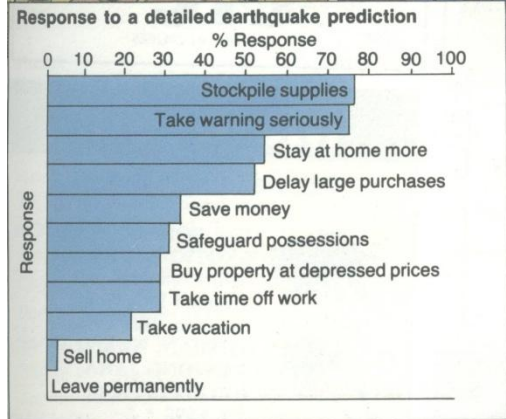 Response to a detailed earthquake prediction
% Response
0 10 20 30 40 50 60 70 80 90 100
Response
Stockpile supplies
Take warning seriously
Stay at home more
Delay large purchases
Save money
Safeguard possessions
Buy property at depressed prices
Take time off work
Take vacation
Sell home
Leave permanently